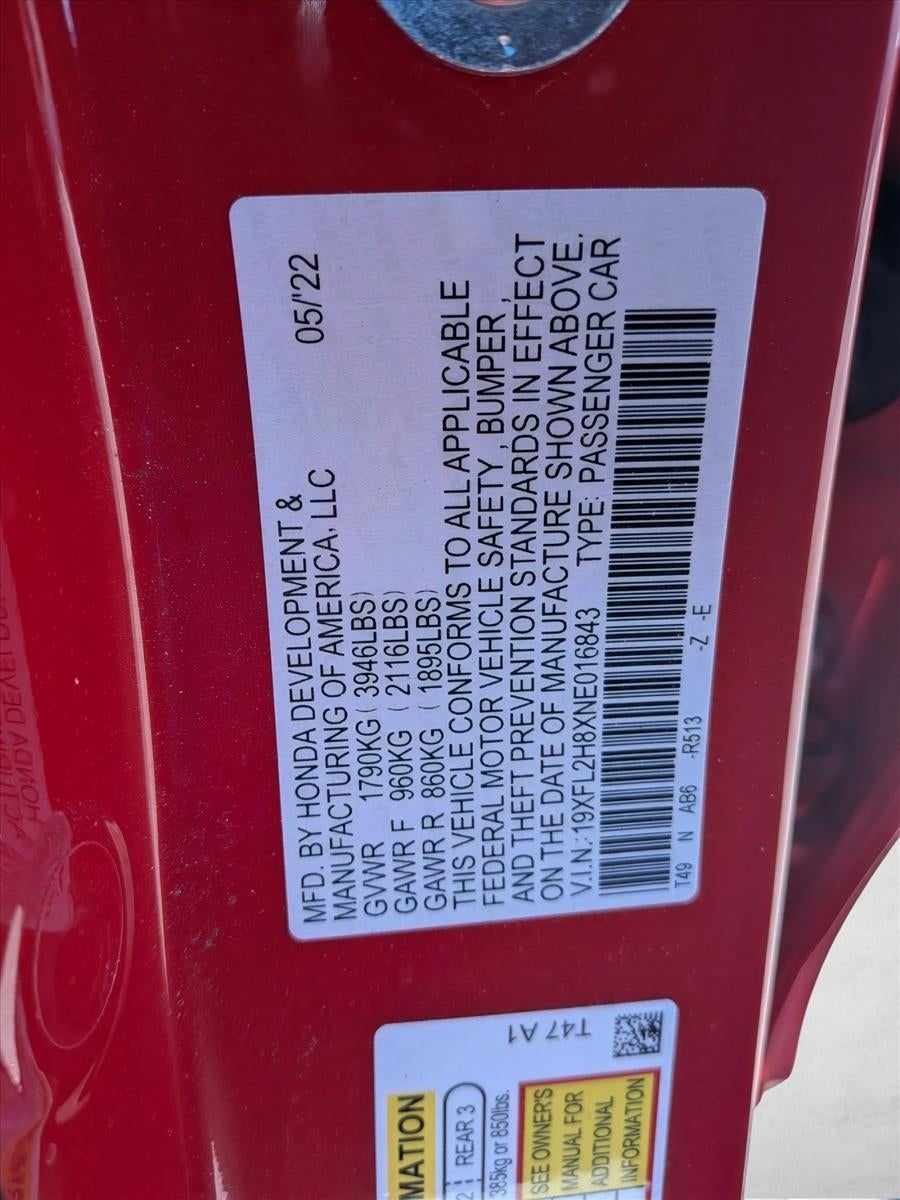 MFD. BY HONDA DEVELOPMENT & 05/'22
MANUFACTURING OF AMERICA, LLC
GVWR 1790KG ( 3946LBS)
GAWR F 960KG ( 2116LBS)
GAWR R 860KG ( 1895LBS)
THIS VEHICLE CONFORMS TO ALL APPLICABLE
FEDERAL MOTOR VEHICLE SAFETY , BUMPER ,
AND THEFT PREVENTION STANDARDS IN EFFECT
ON THE DATE OF MANUFACTURE SHOWN ABOVE.
V.I.N.:19XFL2H8XNE016843 TYPE: PASSENGER CAR
T49 N AB6 -R513 -Z -E
T47 A1
2 REAR 3
385kg or 850lbs.
SEE OWNER'S
MANUAL FOR
ADDITIONAL
INFORMATION